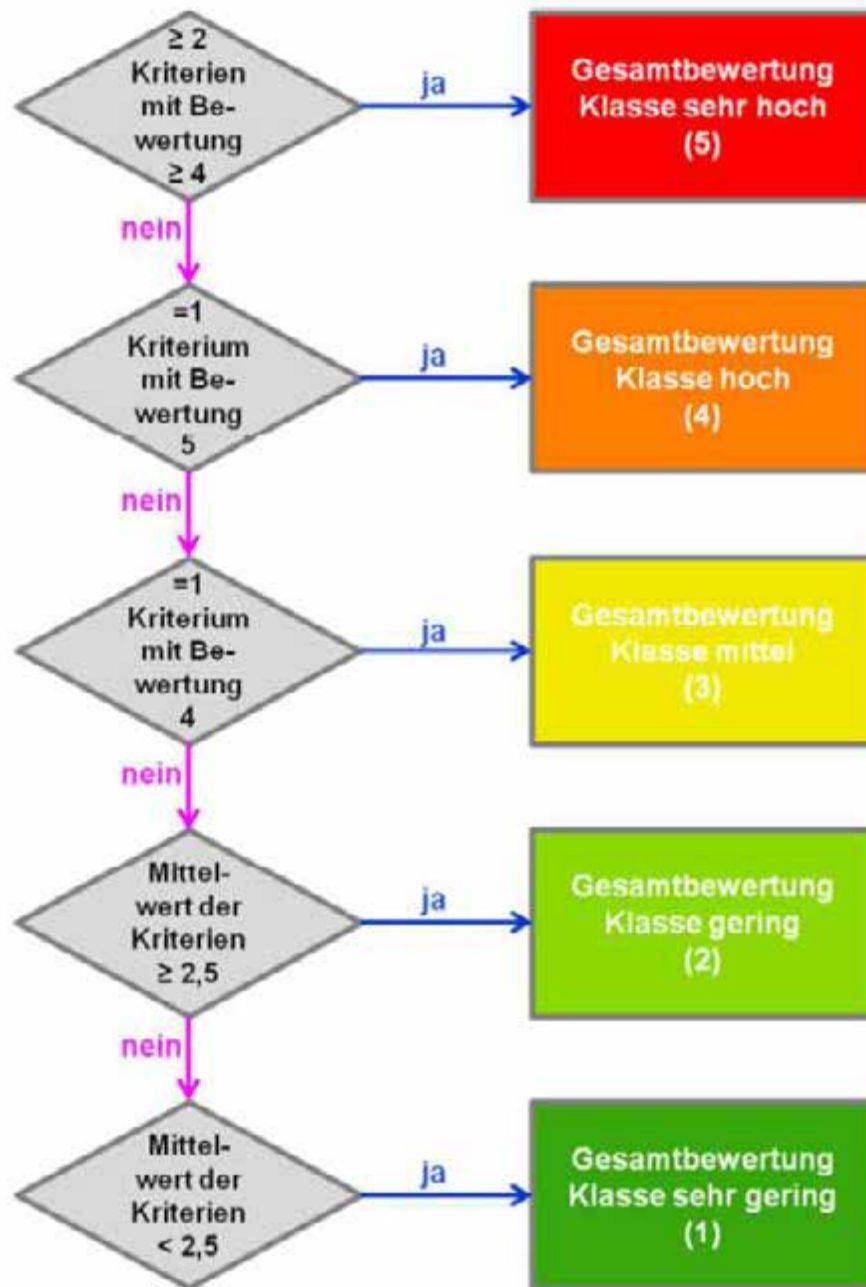 ≥ 2
Kriterien
mit Be-
wertung
≥ 4
ja
Gesamtbewertung
Klasse sehr hoch
(5)
nein
=1
Kriterium
mit Be-
wertung
5
ja
Gesamtbewertung
Klasse hoch
(4)
nein
=1
Kriterium
mit Be-
wertung
4
ja
Gesamtbewertung
Klasse mittel
(3)
nein
Mittel-
wert der
Kriterien
≥ 2,5
ja
Gesamtbewertung
Klasse gering
(2)
nein
Mittel-
wert der
Kriterien
< 2,5
ja
Gesamtbewertung
Klasse sehr gering
(1)